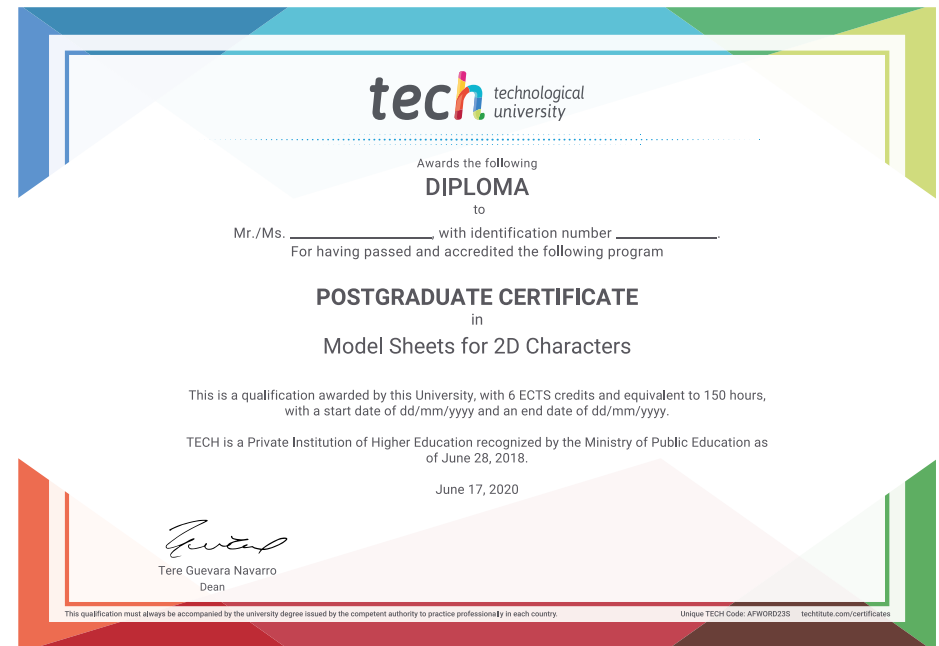 tech technological
university
Awards the following
DIPLOMA
to
Mr./Ms. ____________________, with identification number ______________.
For having passed and accredited the following program
POSTGRADUATE CERTIFICATE
in
Model Sheets for 2D Characters
This is a qualification awarded by this University, with 6 ECTS credits and equivalent to 150 hours,
with a start date of dd/mm/yyyy and an end date of dd/mm/yyyy.
TECH is a Private Institution of Higher Education recognized by the Ministry of Public Education as
of June 28, 2018.
June 17, 2020
Tere Guevara Navarro
Dean
This qualification must always be accompanied by the university degree issued by the competent authority to practice professionally in each country.
Unique TECH Code: AFWORD23S techtitute.com/certificates